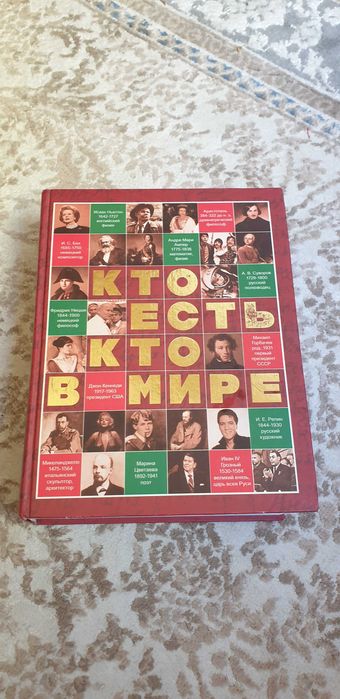 Исаак Ньютон
1642-1727
английский
физик
Аристотель
384-322 до н. э.
древнегреческий
философ
И. С. Бах
1685-1750
немецкий
композитор
Андре Мари
Ампер
1775-1836
математик,
физик
А. В. Суворов
1729-1800
русский
полководец
КТО
Фридрих Ницше
1844-1900
немецкий
философ
ЕСТЬ
Михаил
Горбачев
род. 1931
первый
президент
СССР
КТО
Джон Кеннеди
1917-1963
президент США
В МИРЕ
И. Е. Репин
1844-1930
русский
художник
Микеланджело
1475-1564
итальянский
скульптор,
архитектор
Марина
Цветаева
1892-1941
поэт
Иван IV
Грозный
1530-1584
великий князь,
царь всея Руси